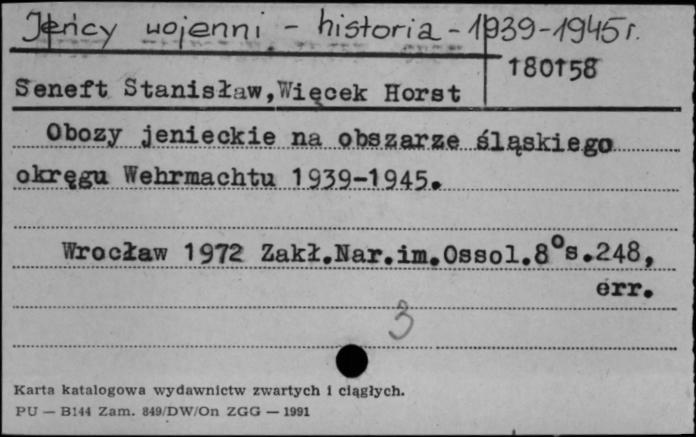 Jeńcy wojenni - historia - 1939-1945 r.
180158
Seneft Stanisław, Więcek Horst
Obozy jenieckie na obszarze śląskiego
okręgu Wehrmachtu 1939-1945.
Wrocław 1972 Zakł.Nar.im.Ossol.8°s.248,
err.
3
Karta katalogowa wydawnictw zwartych i ciągłych.
PU — B144 Zam. 849/DW/On ZGG — 1991